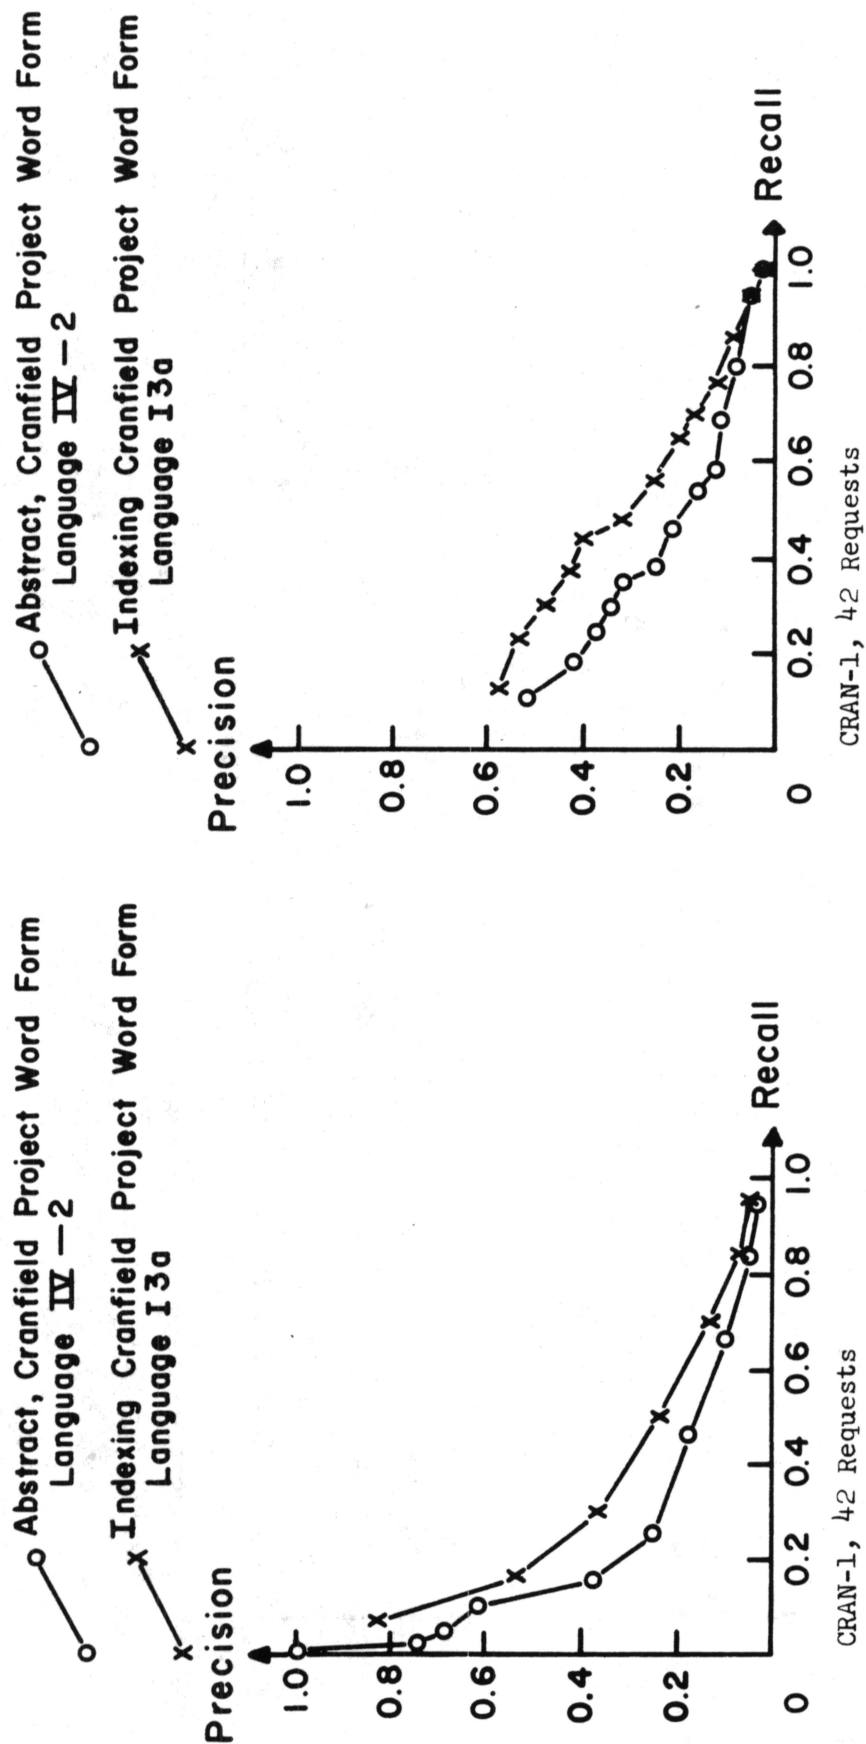 Abstract, Cranfield Project Word Form
Language IV-2
Indexing Cranfield Project Word Form
Language I3a
Precision
1.0
0.8
0.6
0.4
0.2
0
0.2
0.4
0.6
0.8
1.0
Recall
CRAN-1, 42 Requests
Abstract, Cranfield Project Word Form
Language IV-2
Indexing Cranfield Project Word Form
Language I3a
Precision
1.0
0.8
0.6
0.4
0.2
0
0.2
0.4
0.6
0.8
1.0
Recall
CRAN-1, 42 Requests